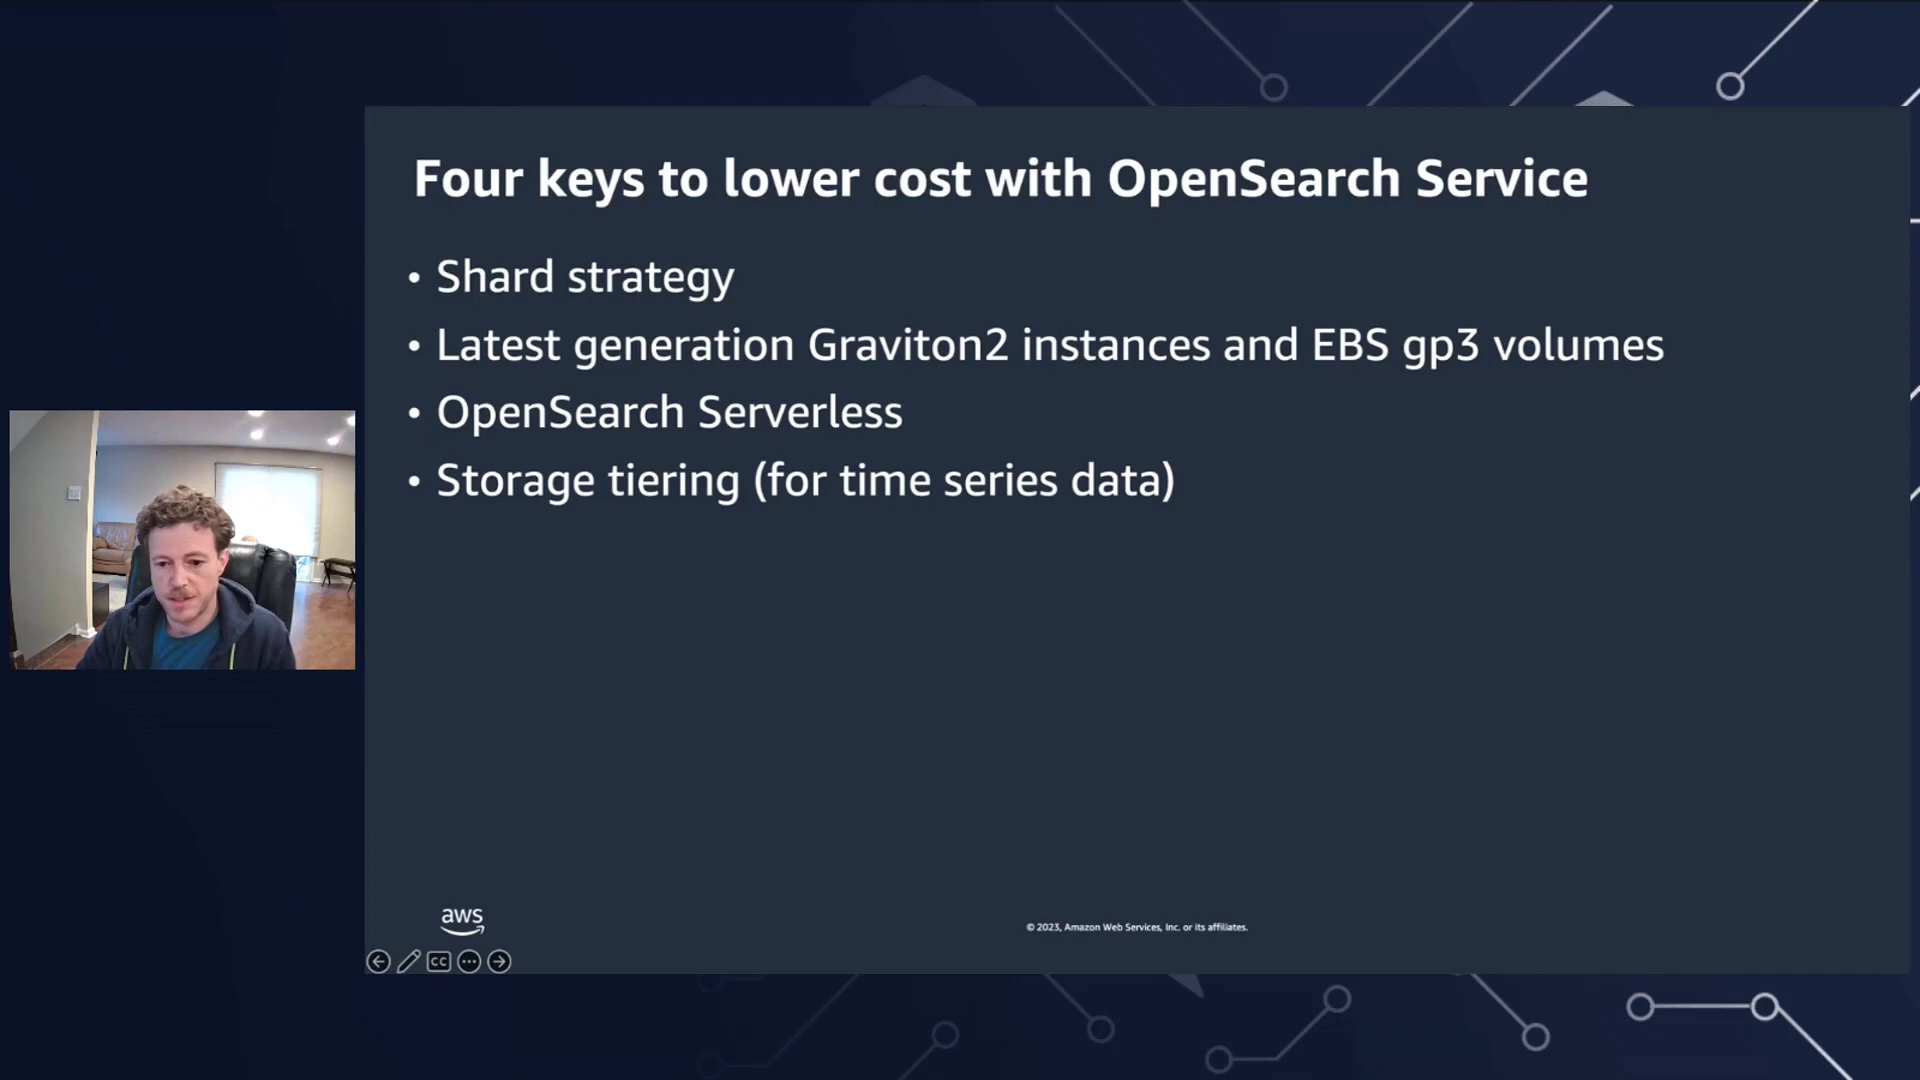 Four keys to lower cost with OpenSearch Service
• Shard strategy
• Latest generation Graviton2 instances and EBS gp3 volumes
• OpenSearch Serverless
• Storage tiering (for time series data)
aws
© 2023, Amazon Web Services, Inc. or its affiliates.
CC